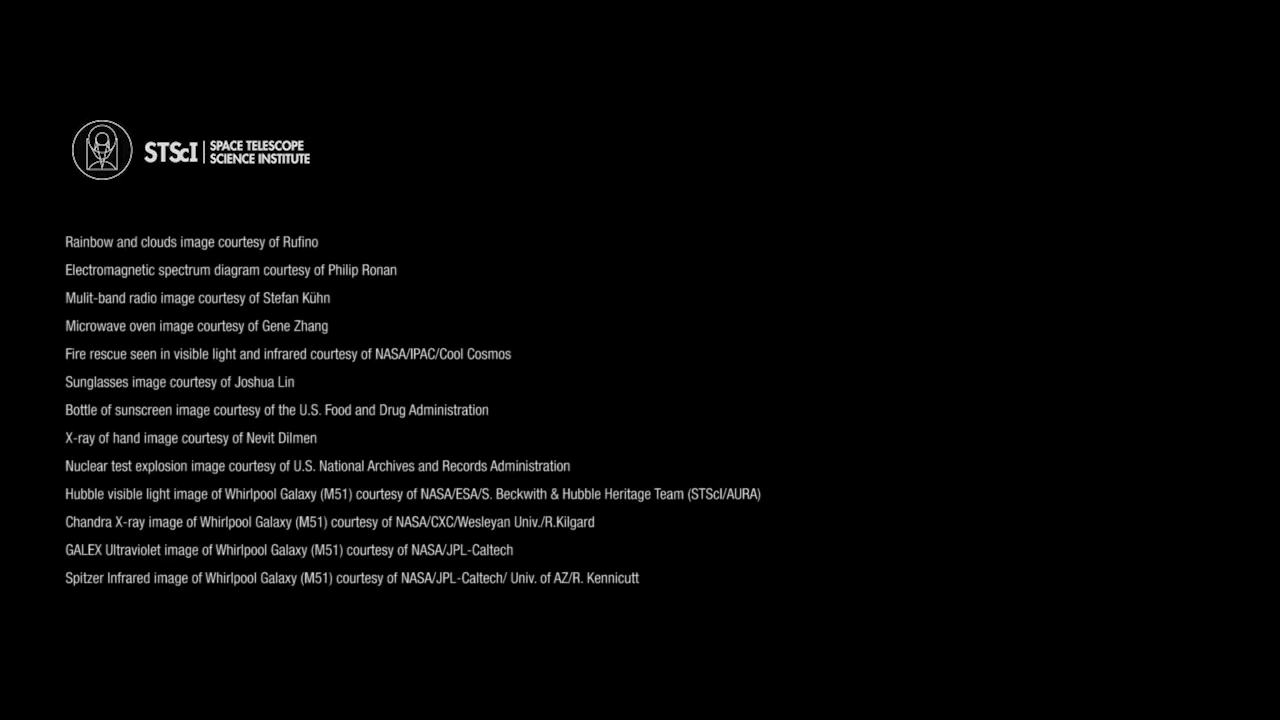 STScI | SPACE TELESCOPE
SCIENCE INSTITUTE
Rainbow and clouds image courtesy of Rufino
Electromagnetic spectrum diagram courtesy of Philip Ronan
Mulit-band radio image courtesy of Stefan Kühn
Microwave oven image courtesy of Gene Zhang
Fire rescue seen in visible light and infrared courtesy of NASA/IPAC/Cool Cosmos
Sunglasses image courtesy of Joshua Lin
Bottle of sunscreen image courtesy of the U.S. Food and Drug Administration
X-ray of hand image courtesy of Nevit Dilmen
Nuclear test explosion image courtesy of U.S. National Archives and Records Administration
Hubble visible light image of Whirlpool Galaxy (M51) courtesy of NASA/ESA/S. Beckwith & Hubble Heritage Team (STScI/AURA)
Chandra X-ray image of Whirlpool Galaxy (M51) courtesy of NASA/CXC/Wesleyan Univ./R.Kilgard
GALEX Ultraviolet image of Whirlpool Galaxy (M51) courtesy of NASA/JPL-Caltech
Spitzer Infrared image of Whirlpool Galaxy (M51) courtesy of NASA/JPL-Caltech/ Univ. of AZ/R. Kennicutt